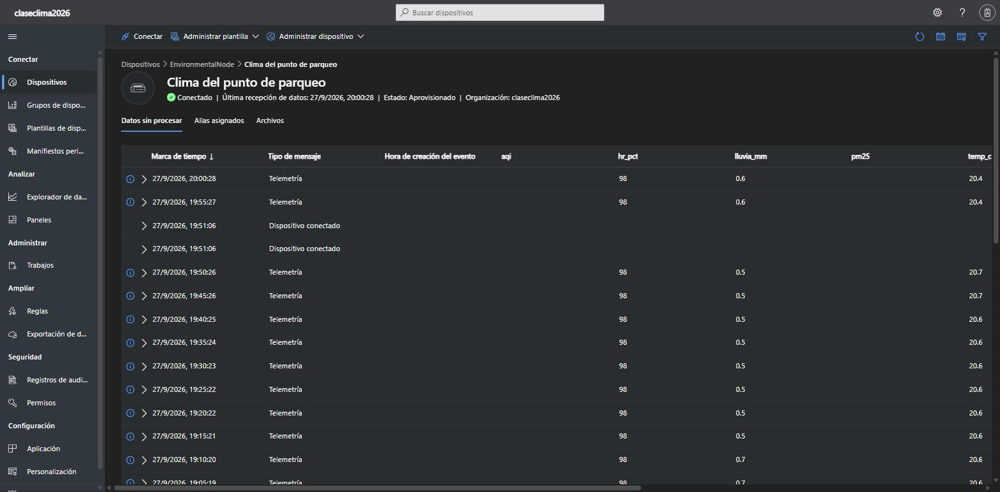 claseclima2026
Buscar dispositivos
Conectar Administrar plantilla Administrar dispositivo
Conectar
Dispositivos
Grupos de dispo...
Plantillas de disp...
Manifiestos peri...
Analizar
Explorador de da...
Paneles
Administrar
Trabajos
Ampliar
Reglas
Exportación de d...
Seguridad
Registros de audi...
Permisos
Configuración
Aplicación
Personalización
Dispositivos > EnvironmentalNode > Clima del punto de parqueo
Clima del punto de parqueo
Conectado | Última recepción de datos: 27/9/2026, 20:00:28 | Estado: Aprovisionado | Organización: claseclima2026
Datos sin procesar Alias asignados Archivos
Marca de tiempo ↓ Tipo de mensaje Hora de creación del evento aqi hr_pct lluvia_mm pm25 temp_c
27/9/2026, 20:00:28 Telemetría 98 0.6 20.4
27/9/2026, 19:55:27 Telemetría 98 0.6 20.4
27/9/2026, 19:51:06 Dispositivo conectado
27/9/2026, 19:51:06 Dispositivo conectado
27/9/2026, 19:50:26 Telemetría 98 0.5 20.7
27/9/2026, 19:45:26 Telemetría 98 0.5 20.7
27/9/2026, 19:40:25 Telemetría 98 0.5 20.6
27/9/2026, 19:35:24 Telemetría 98 0.5 20.6
27/9/2026, 19:30:23 Telemetría 98 0.5 20.6
27/9/2026, 19:25:22 Telemetría 98 0.5 20.6
27/9/2026, 19:20:22 Telemetría 98 0.5 20.6
27/9/2026, 19:15:21 Telemetría 98 0.5 20.6
27/9/2026, 19:10:20 Telemetría 98 0.7 20.6
27/9/2026, 19:05:19 Telemetría 98 0.7 20.6